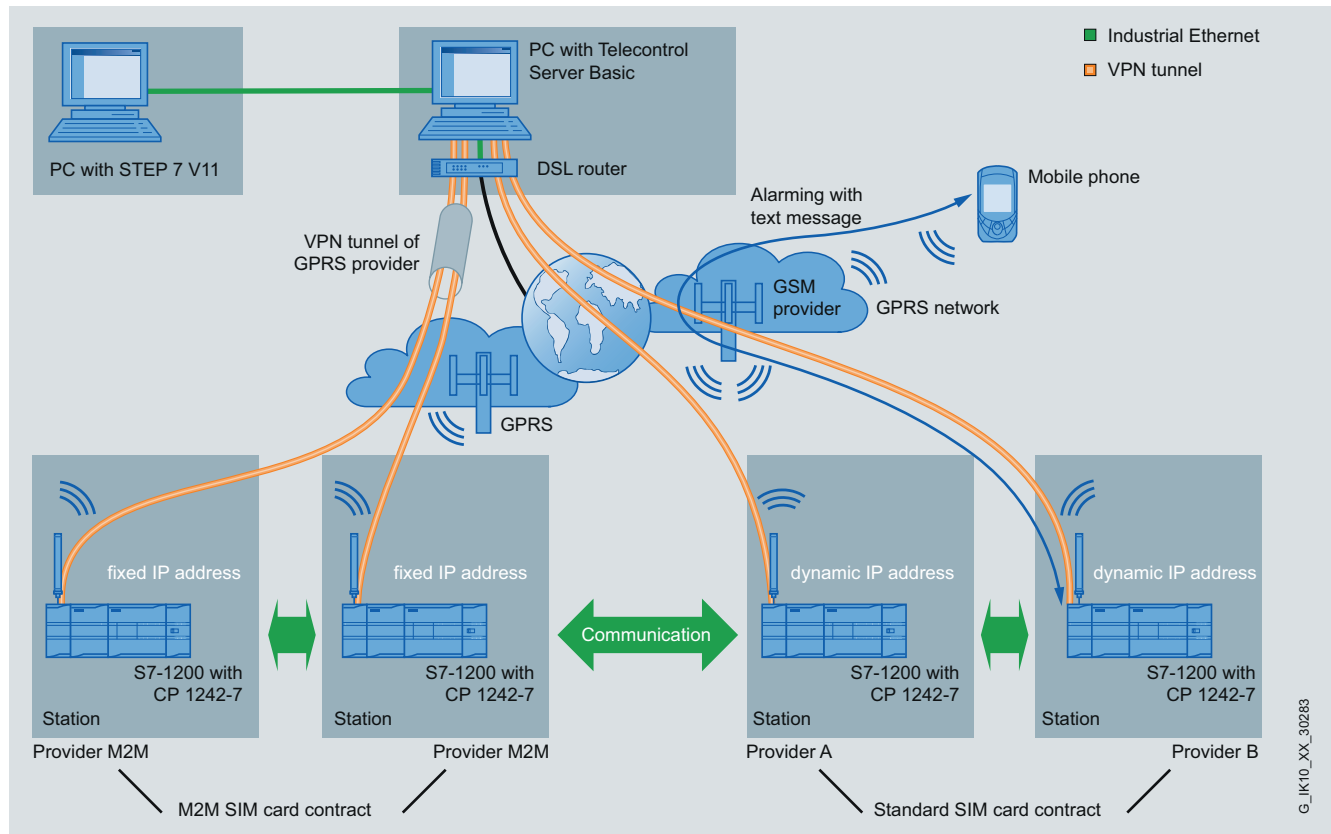 PC with Telecontrol
Server Basic
Industrial Ethernet
VPN tunnel
PC with STEP 7 V11
DSL router
Mobile phone
Alarming with
text message
VPN tunnel of
GPRS provider
GSM
provider
GPRS network
GPRS
fixed IP address
fixed IP address
dynamic IP address
dynamic IP address
Communication
S7-1200 with
CP 1242-7
S7-1200 with
CP 1242-7
S7-1200 with
CP 1242-7
S7-1200 with
CP 1242-7
Station
Station
Station
Station
Provider M2M
Provider M2M
Provider A
Provider B
M2M SIM card contract
Standard SIM card contract
G_IK10_XX_30283